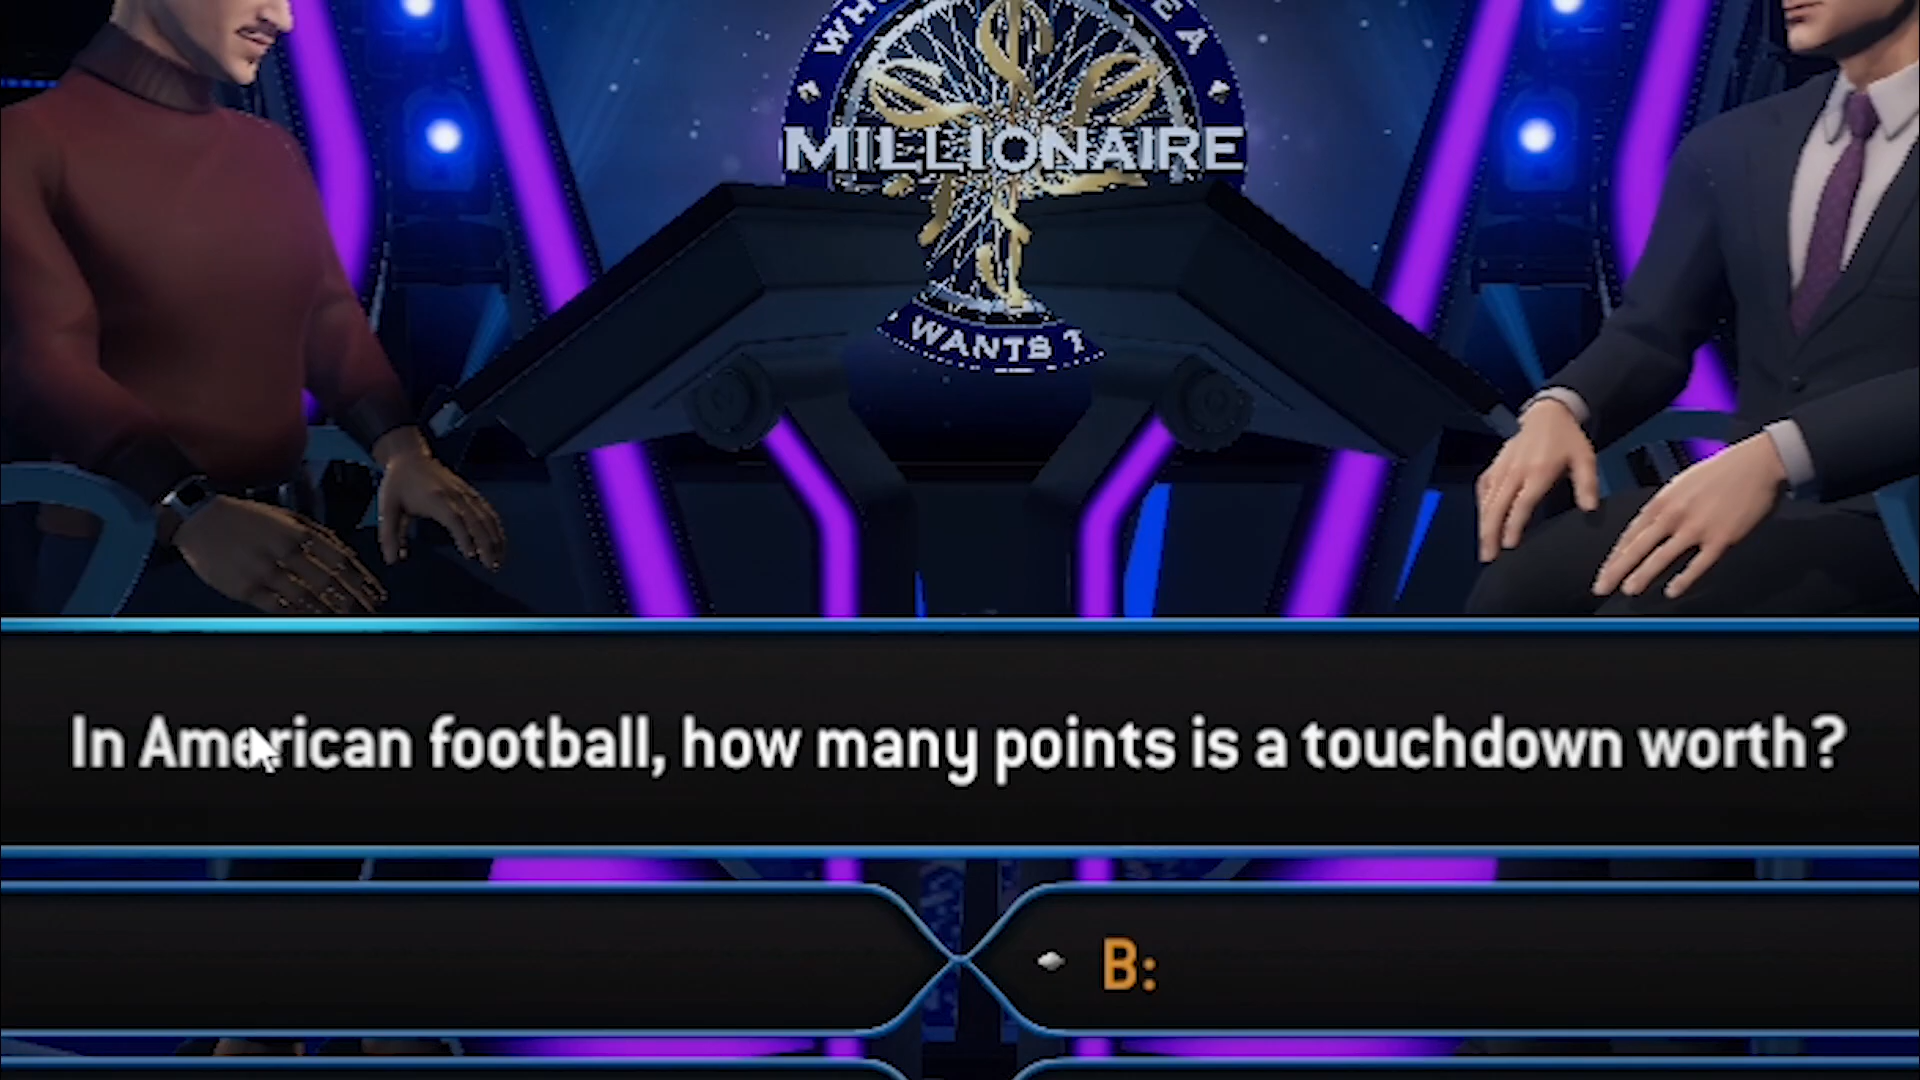 MILLIONAIRE
WANTS ?
In American football, how many points is a touchdown worth?
B: